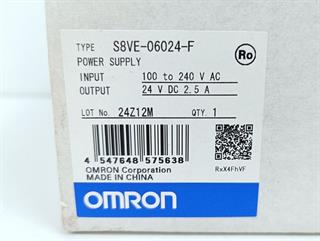 TYPE S8VE-06024-F
POWER SUPPLY
Ro
INPUT 100 to 240 V AC
OUTPUT 24 V DC 2.5 A
LOT No. 24Z12M QTY. 1
4 547648 575638
RxX4FhVF
OMRON Corporation
MADE IN CHINA
OMRON